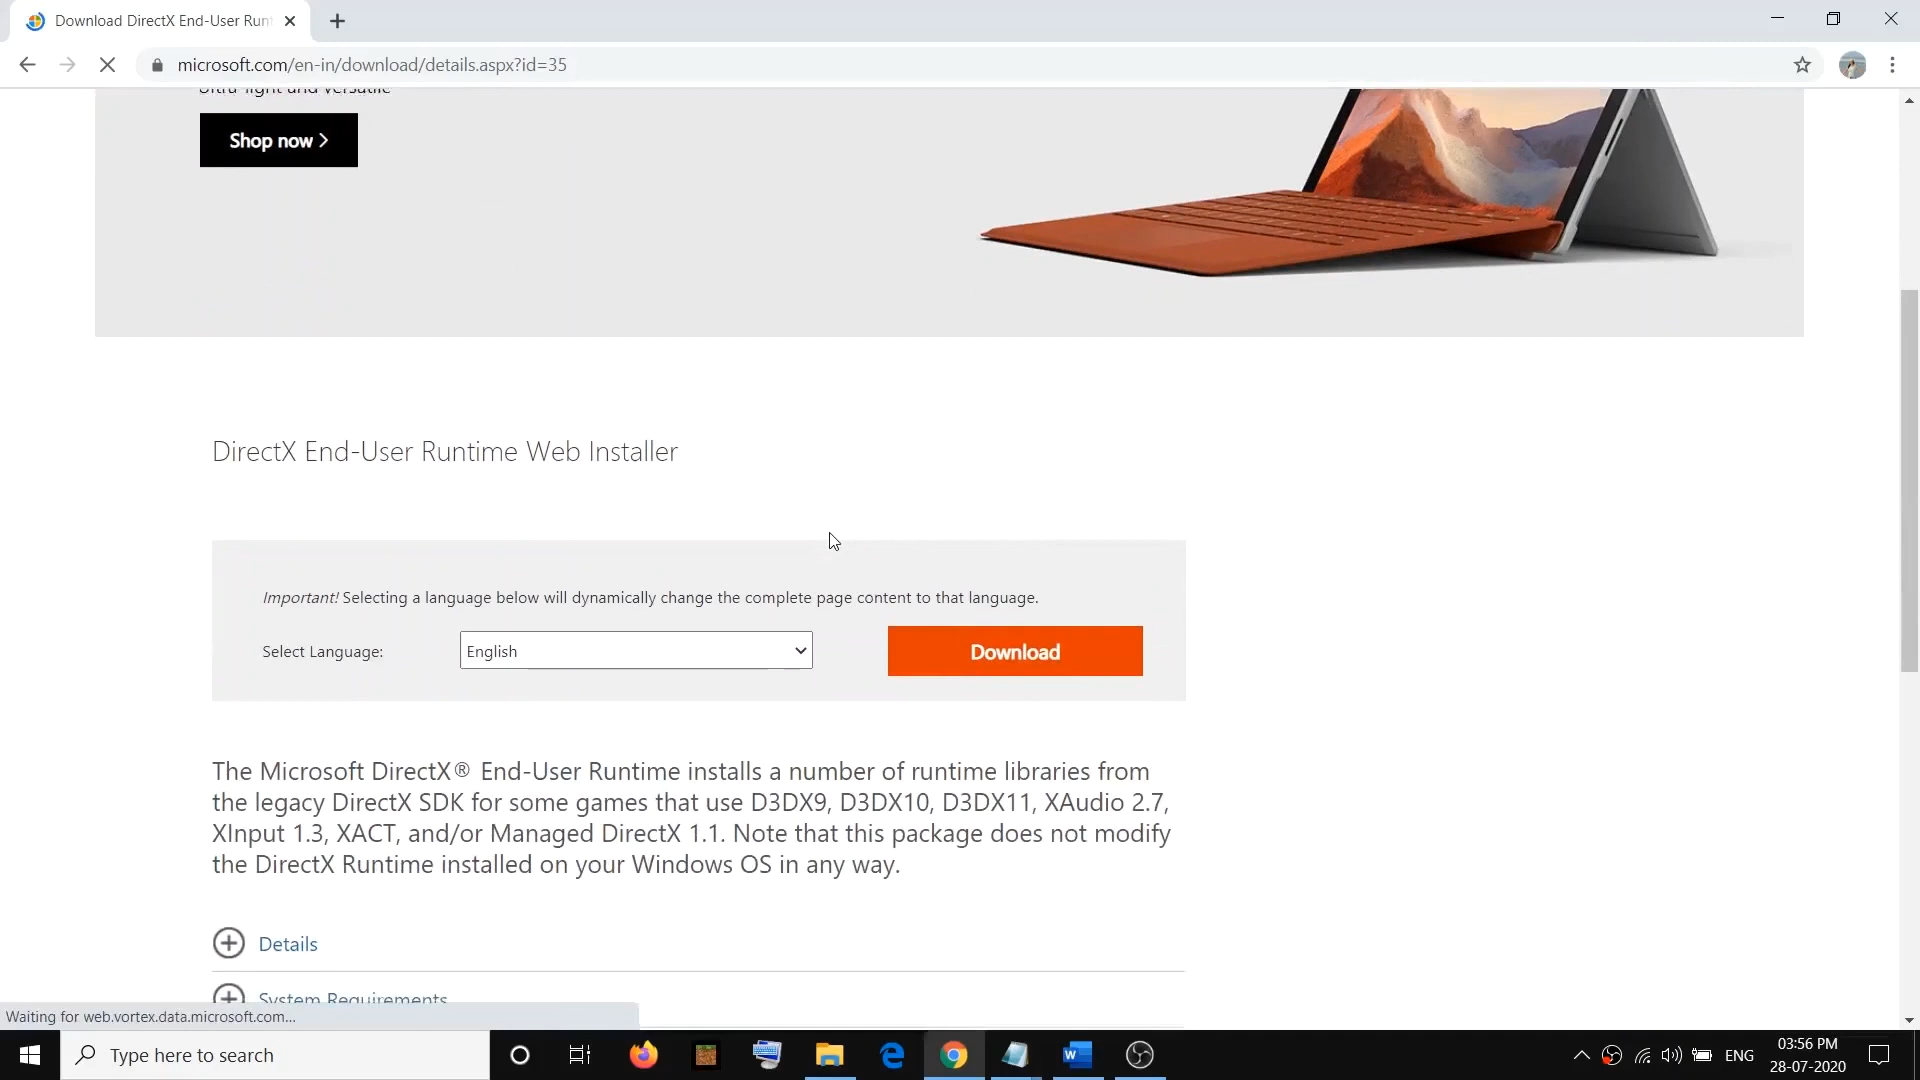 Download DirectX End-User Runt
microsoft.com/en-in/download/details.aspx?id=35
Ultra-light and versatile
Shop now
DirectX End-User Runtime Web Installer
Important! Selecting a language below will dynamically change the complete page content to that language.
Select Language: English Download
The Microsoft DirectX® End-User Runtime installs a number of runtime libraries from
the legacy DirectX SDK for some games that use D3DX9, D3DX10, D3DX11, XAudio 2.7,
XInput 1.3, XACT, and/or Managed DirectX 1.1. Note that this package does not modify
the DirectX Runtime installed on your Windows OS in any way.
Details
System Requirements
Waiting for web.vortex.data.microsoft.com...
Type here to search
ENG
03:56 PM
28-07-2020